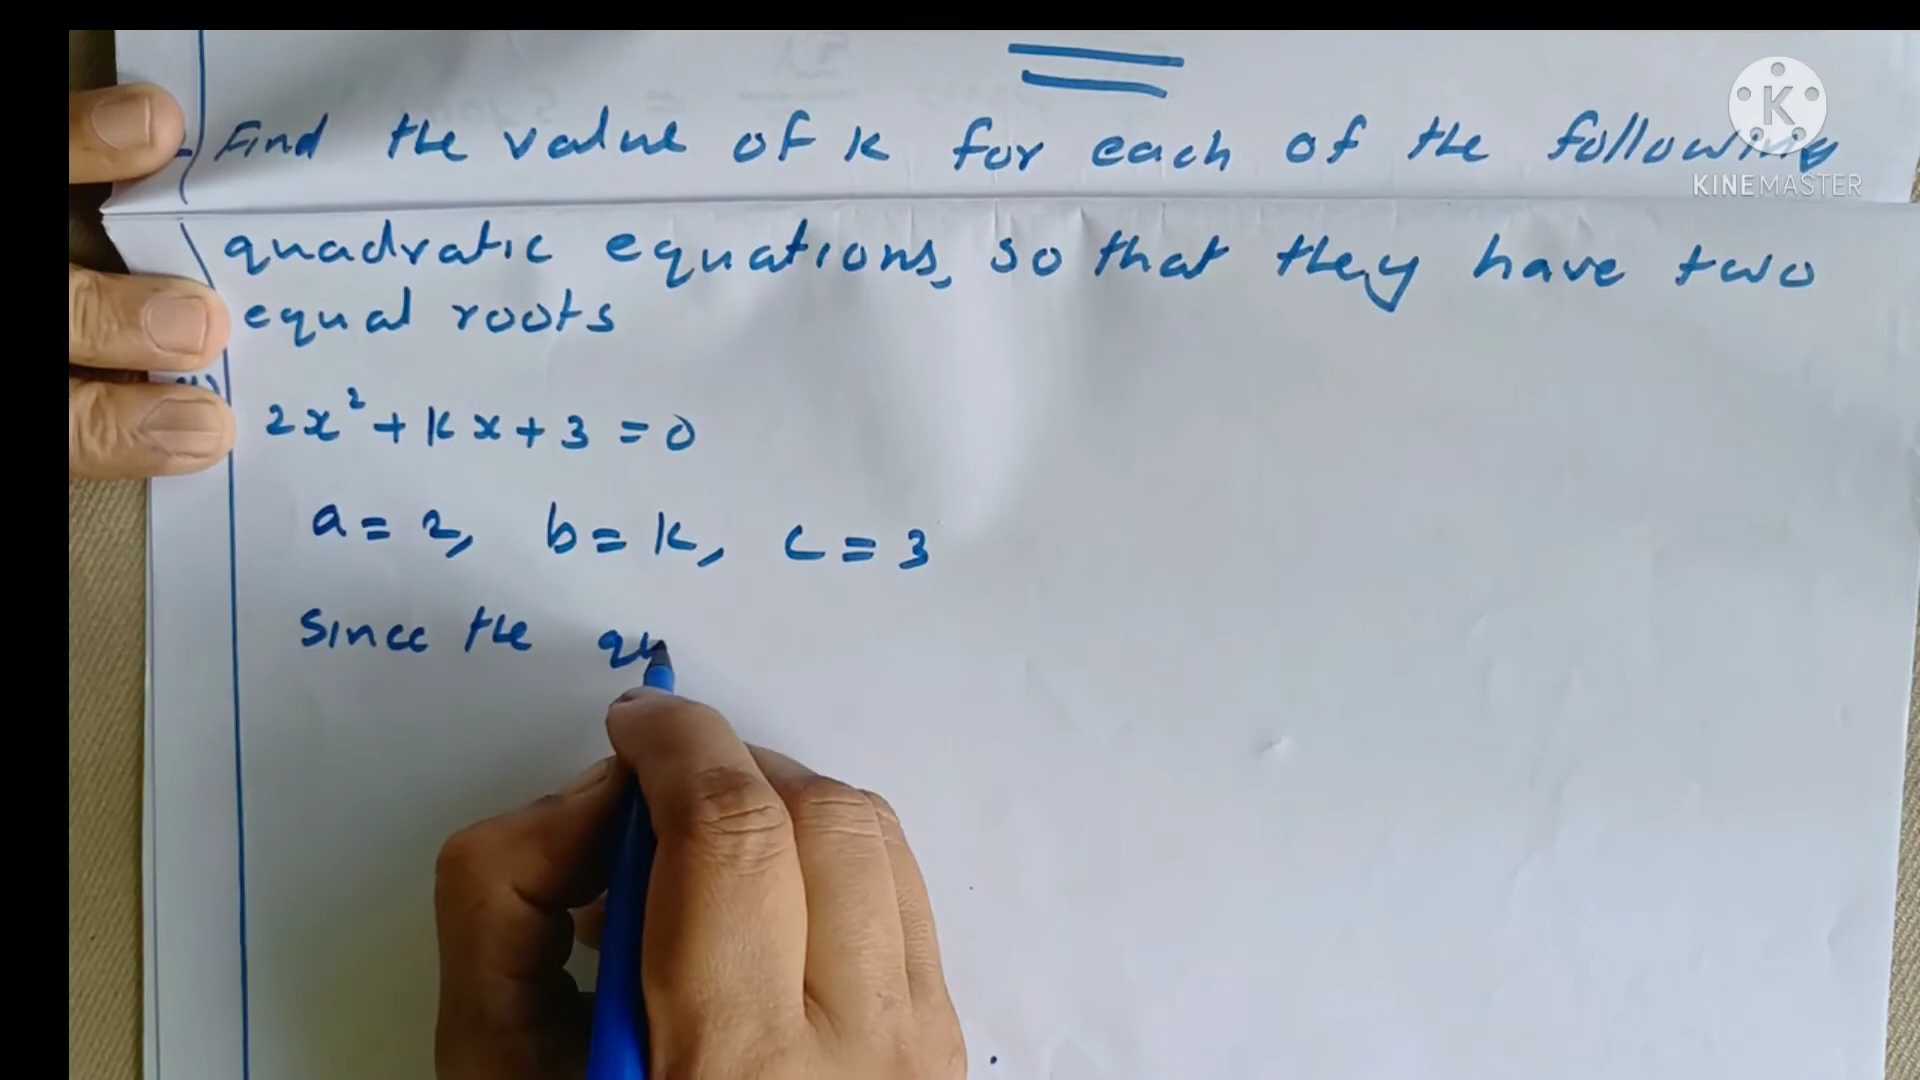 Find the value of k for each of the following
quadratic equations, so that they have two
equal roots
2x² + kx + 3 = 0
a = 2, b = k, c = 3
Since the qu
K
KINEMASTER